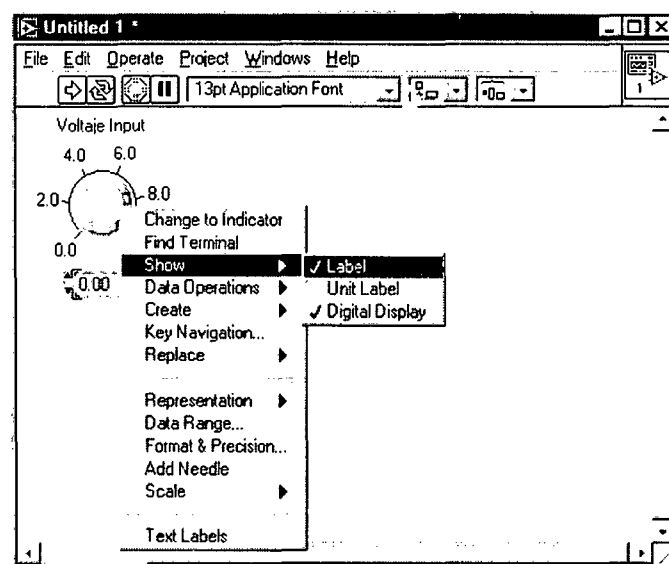 Untitled 1 *
File Edit Operate Project Windows Help
13pt Application Font
1
Voltaje Input
4.0 6.0
2.0 8.0
0.0
0.00
Change to Indicator
Find Terminal
Show
Data Operations
Create
Key Navigation...
Replace
Representation
Data Range...
Format & Precision...
Add Needle
Scale
Text Labels
✓ Label
Unit Label
✓ Digital Display